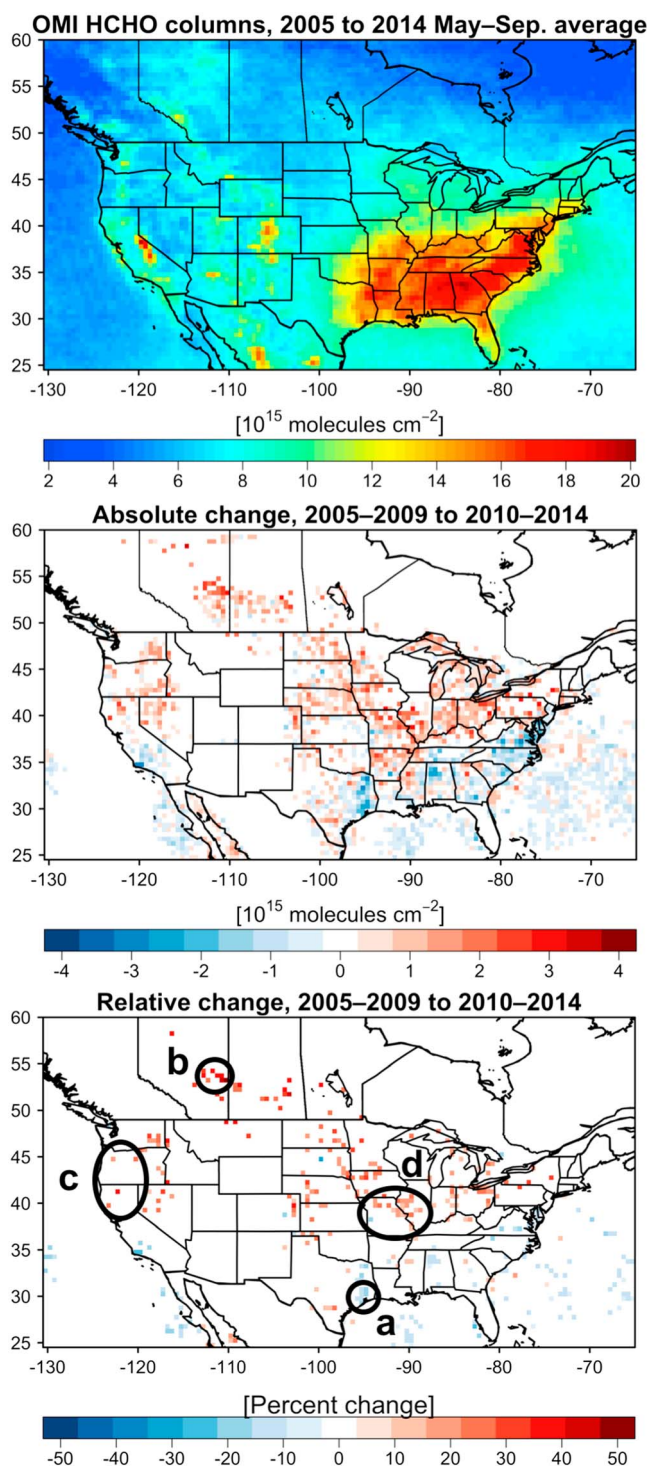 OMI HCHO columns, 2005 to 2014 May–Sep. average
60
55
50
45
40
35
30
25
-130 -120 -110 -100 -90 -80 -70
[10¹⁵ molecules cm⁻²]
2 4 6 8 10 12 14 16 18 20
Absolute change, 2005–2009 to 2010–2014
60
55
50
45
40
35
30
25
-130 -120 -110 -100 -90 -80 -70
[10¹⁵ molecules cm⁻²]
-4 -3 -2 -1 0 1 2 3 4
Relative change, 2005–2009 to 2010–2014
60
55
b
50
45
c
d
40
35
30
a
25
-130 -120 -110 -100 -90 -80 -70
[Percent change]
-50 -40 -30 -20 -10 0 10 20 30 40 50